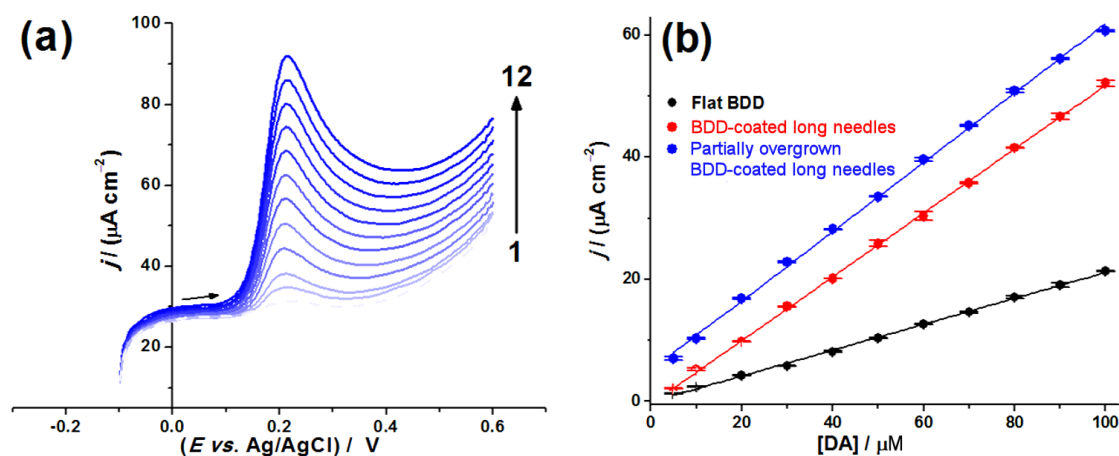 (a)
100
80
60
40
20
j / (µA cm⁻²)
12
1
-0.2
0.0
0.2
0.4
0.6
(E vs. Ag/AgCl) / V
(b)
60
40
20
0
j / (µA cm⁻²)
Flat BDD
BDD-coated long needles
Partially overgrown
BDD-coated long needles
0
20
40
60
80
100
[DA] / µM